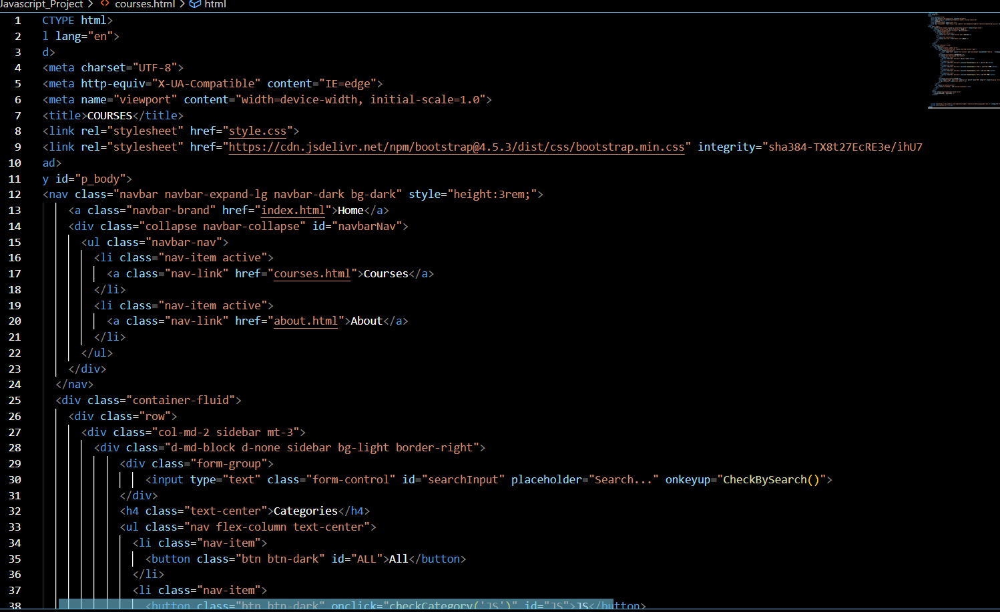 Javascript_Project > <> courses.html > html
1 CTYPE html>
2 l lang="en">
3 d>
4 <meta charset="UTF-8">
5 <meta http-equiv="X-UA-Compatible" content="IE=edge">
6 <meta name="viewport" content="width=device-width, initial-scale=1.0">
7 <title>COURSES</title>
8 <link rel="stylesheet" href="style.css">
9 <link rel="stylesheet" href="https://cdn.jsdelivr.net/npm/bootstrap@4.5.3/dist/css/bootstrap.min.css" integrity="sha384-TX8t27EcRE3e/ihU7
10 ad>
11 y id="p_body">
12 <nav class="navbar navbar-expand-lg navbar-dark bg-dark" style="height:3rem;">
13 <a class="navbar-brand" href="index.html">Home</a>
14 <div class="collapse navbar-collapse" id="navbarNav">
15 <ul class="navbar-nav">
16 <li class="nav-item active">
17 <a class="nav-link" href="courses.html">Courses</a>
18 </li>
19 <li class="nav-item active">
20 <a class="nav-link" href="about.html">About</a>
21 </li>
22 </ul>
23 </div>
24 </nav>
25 <div class="container-fluid">
26 <div class="row">
27 <div class="col-md-2 sidebar mt-3">
28 <div class="d-md-block d-none sidebar bg-light border-right">
29 <div class="form-group">
30 <input type="text" class="form-control" id="searchInput" placeholder="Search..." onkeyup="CheckBySearch()">
31 </div>
32 <h4 class="text-center">Categories</h4>
33 <ul class="nav flex-column text-center">
34 <li class="nav-item">
35 <button class="btn btn-dark" id="ALL">All</button>
36 </li>
37 <li class="nav-item">
38 <button class="btn btn-dark" onclick="checkCategory('JS')" id="JS">JS</button>